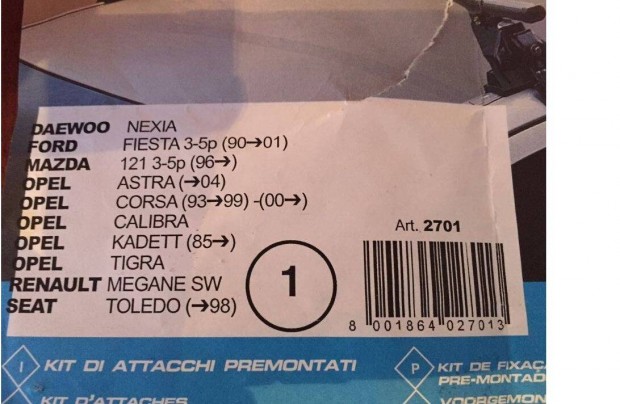 DAEWOO NEXIA
FORD FIESTA 3-5p (90➔01)
MAZDA 121 3-5p (96➔)
OPEL ASTRA (➔04)
OPEL CORSA (93➔99) -(00➔)
OPEL CALIBRA
OPEL KADETT (85➔)
OPEL TIGRA
RENAULT MEGANE SW
SEAT TOLEDO (➔98)
1
Art. 2701
8 001864 027013
I KIT DI ATTACCHI PREMONTATI
KIT D'ATTACHES
P KIT DE FIXAÇ
PRE-MONTAD
VOORGEMON